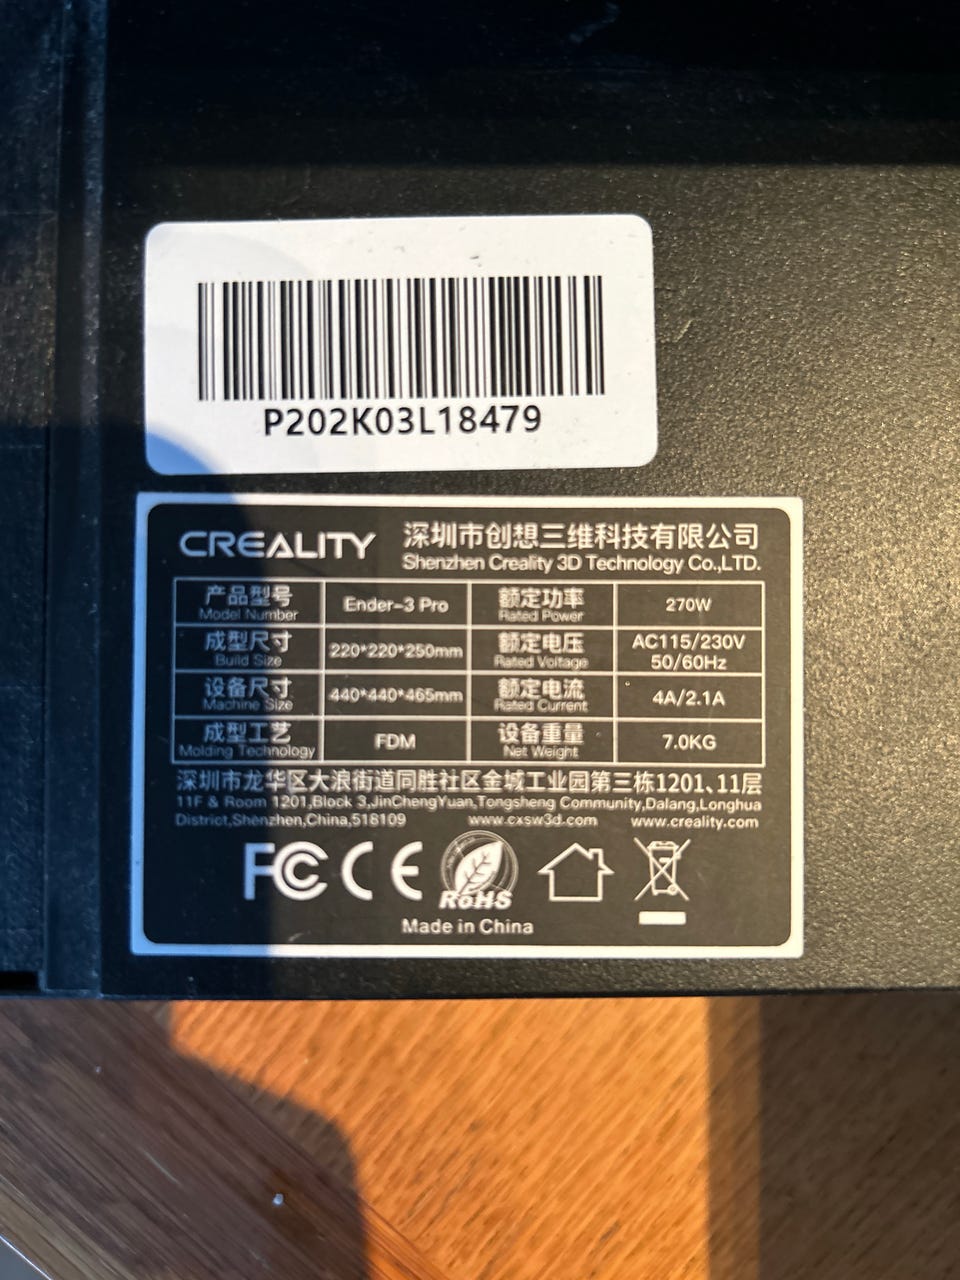 P202K03L18479
CREALITY 深圳市创想三维科技有限公司
Shenzhen Creality 3D Technology Co.,LTD.
产品型号 Ender-3 Pro 额定功率 270W
Model Number Rated Power
成型尺寸 220*220*250mm 额定电压 AC115/230V
Build Size Rated Voltage 50/60Hz
设备尺寸 440*440*465mm 额定电流 4A/2.1A
Machine Size Rated Current
成型工艺 FDM 设备重量 7.0KG
Molding Technology Net Weight
深圳市龙华区大浪街道同胜社区金城工业园第三栋1201、11层
11F & Room 1201,Block 3,JinChengYuan,Tongsheng Community,Dalang,Longhua
District,Shenzhen,China,518109 www.cxsw3d.com www.creality.com
FC CE RoHS
Made in China